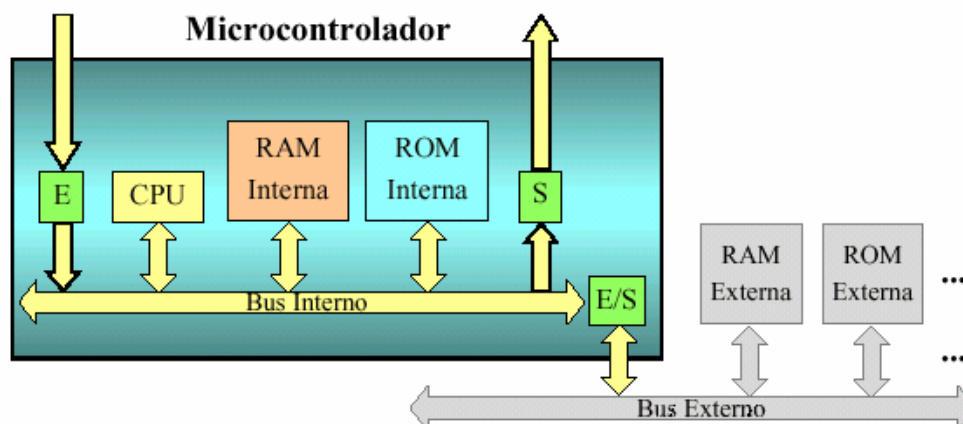 Microcontrolador
E
CPU
RAM
Interna
ROM
Interna
S
Bus Interno
E/S
RAM
Externa
ROM
Externa
...
...
Bus Externo